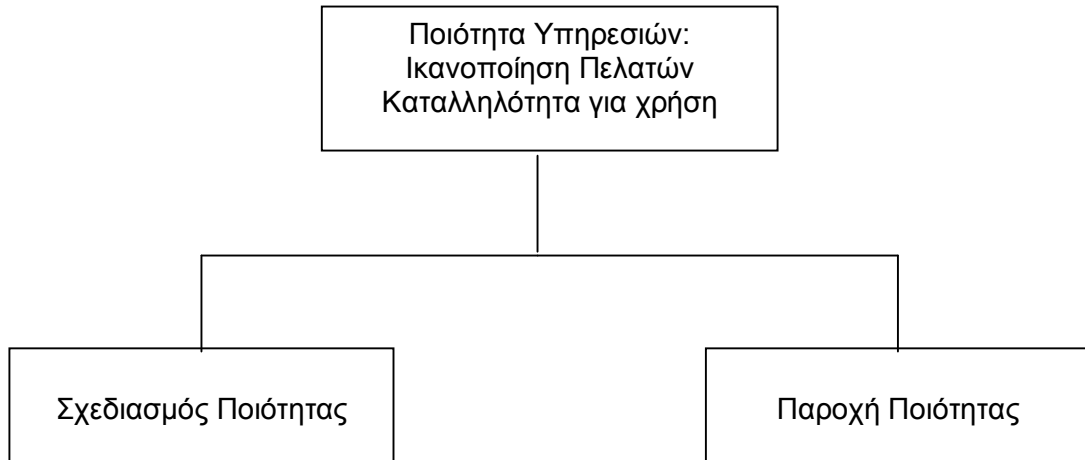 Ποιότητα Υπηρεσιών:
Ικανοποίηση Πελατών
Καταλληλότητα για χρήση
Σχεδιασμός Ποιότητας
Παροχή Ποιότητας